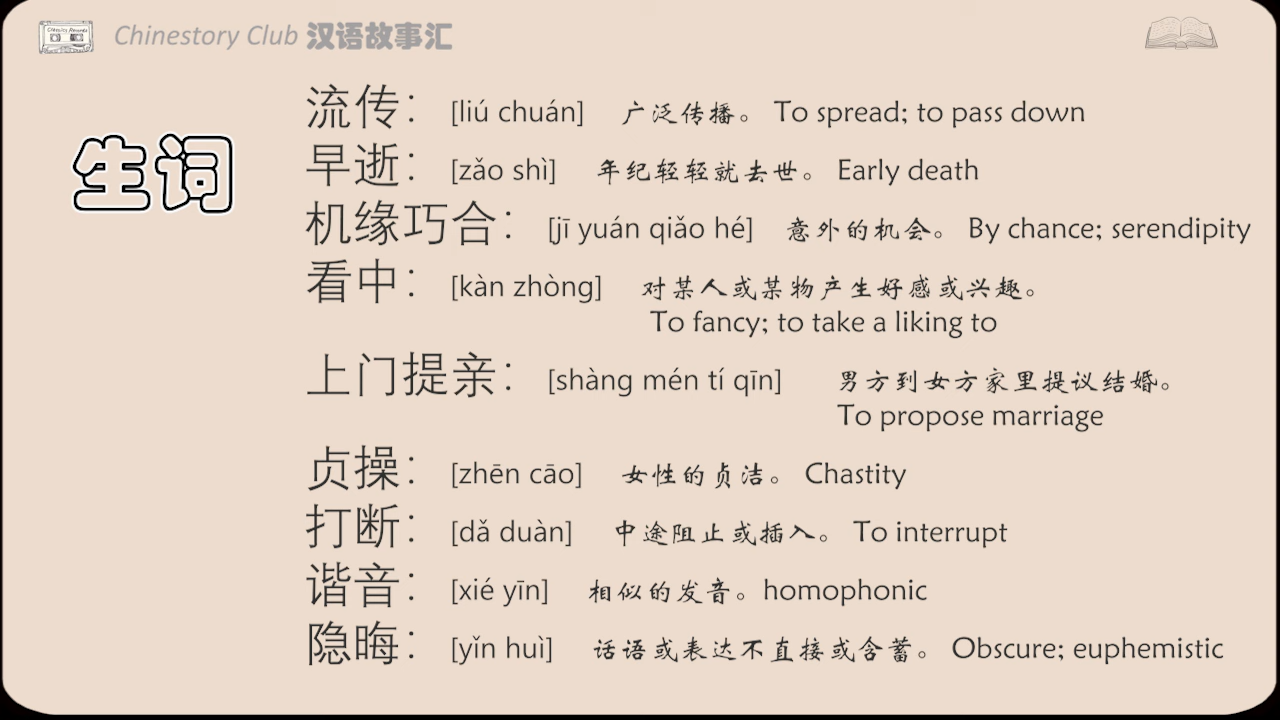 Chinestory Club 汉语故事汇
生词
流传： [liú chuán] 广泛传播。 To spread; to pass down
早逝： [zǎo shì] 年纪轻轻就去世。 Early death
机缘巧合： [jī yuán qiǎo hé] 意外的机会。 By chance; serendipity
看中： [kàn zhòng] 对某人或某物产生好感或兴趣。
To fancy; to take a liking to
上门提亲： [shàng mén tí qīn] 男方到女方家里提议结婚。
To propose marriage
贞操： [zhēn cāo] 女性的贞洁。 Chastity
打断： [dǎ duàn] 中途阻止或插入。 To interrupt
谐音： [xié yīn] 相似的发音。homophonic
隐晦： [yǐn huì] 话语或表达不直接或含蓄。 Obscure; euphemistic